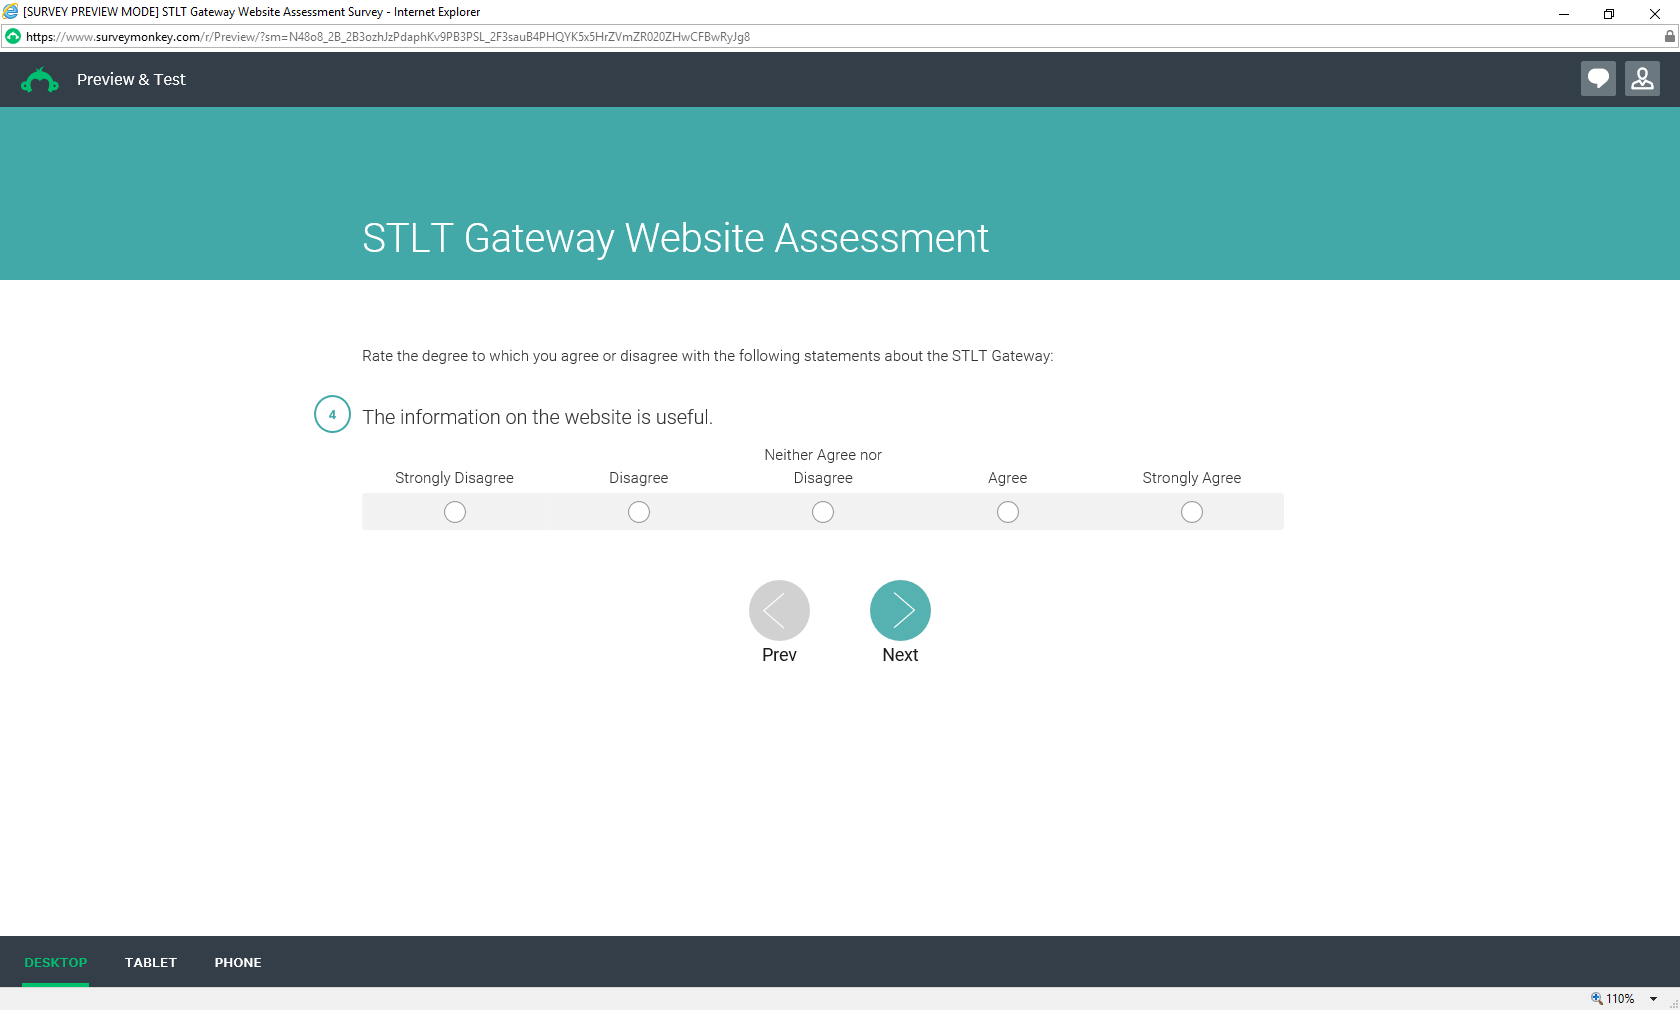 [SURVEY PREVIEW MODE] STLT Gateway Website Assessment Survey - Internet Explorer
https://www.surveymonkey.com/r/Preview/?sm=N48o8_2B_2B3ozhJzPdaphKv9PB3PSL_2F3sauB4PHQYK5x5HrZVmZR020ZHwCFBwRyJg8
Preview & Test
STLT Gateway Website Assessment
Rate the degree to which you agree or disagree with the following statements about the STLT Gateway:
4 The information on the website is useful.
Neither Agree nor
Strongly Disagree Disagree Disagree Agree Strongly Agree
Prev Next
DESKTOP TABLET PHONE
110%